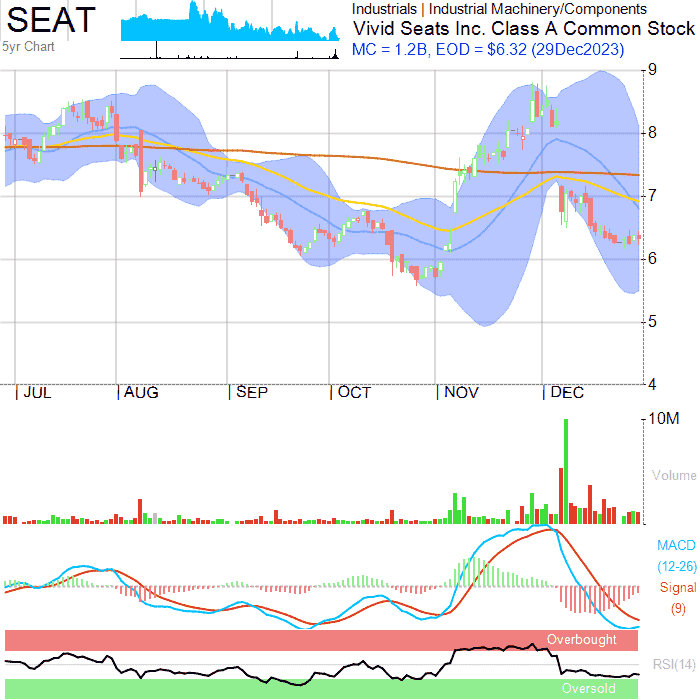 SEAT
5yr Chart
Industrials | Industrial Machinery/Components
Vivid Seats Inc. Class A Common Stock
MC = 1.2B, EOD = $6.32 (29Dec2023)
9
8
7
6
5
4
JUL
AUG
SEP
OCT
NOV
DEC
10M
Volume
MACD
(12-26)
Signal
(9)
Overbought
RSI(14)
Oversold